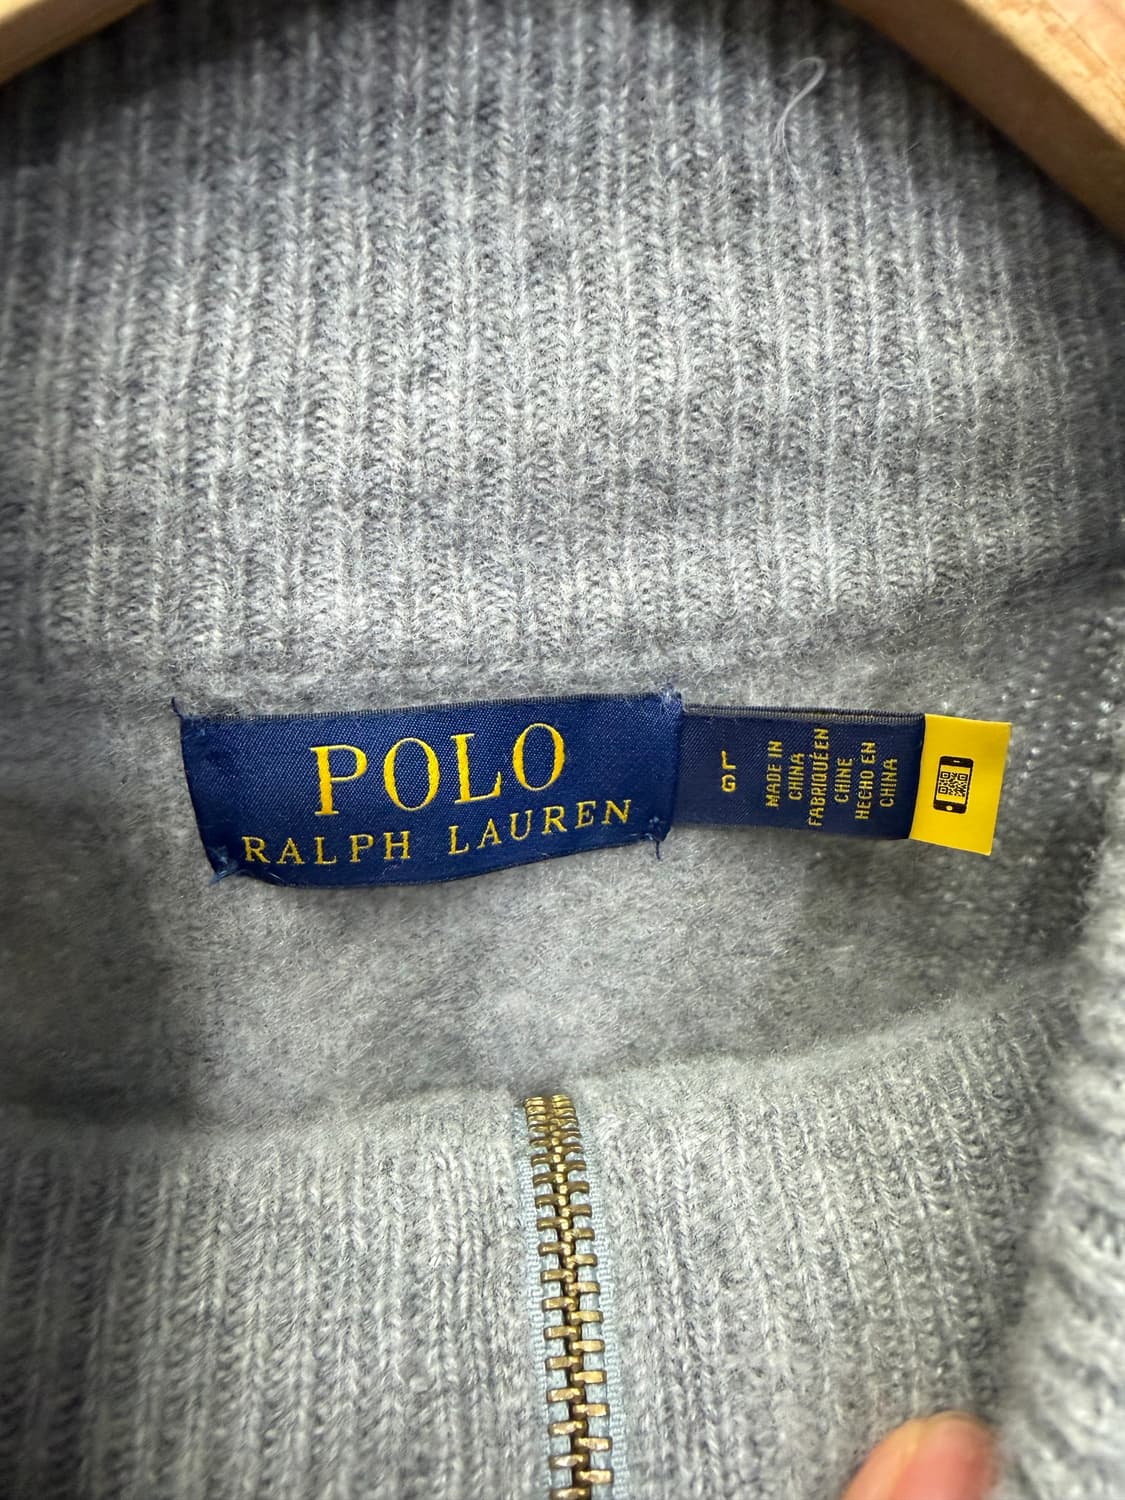 POLO
RALPH LAUREN
L
G
MADE IN
CHINA
FABRIQUÉ EN
CHINE
HECHO EN
CHINA